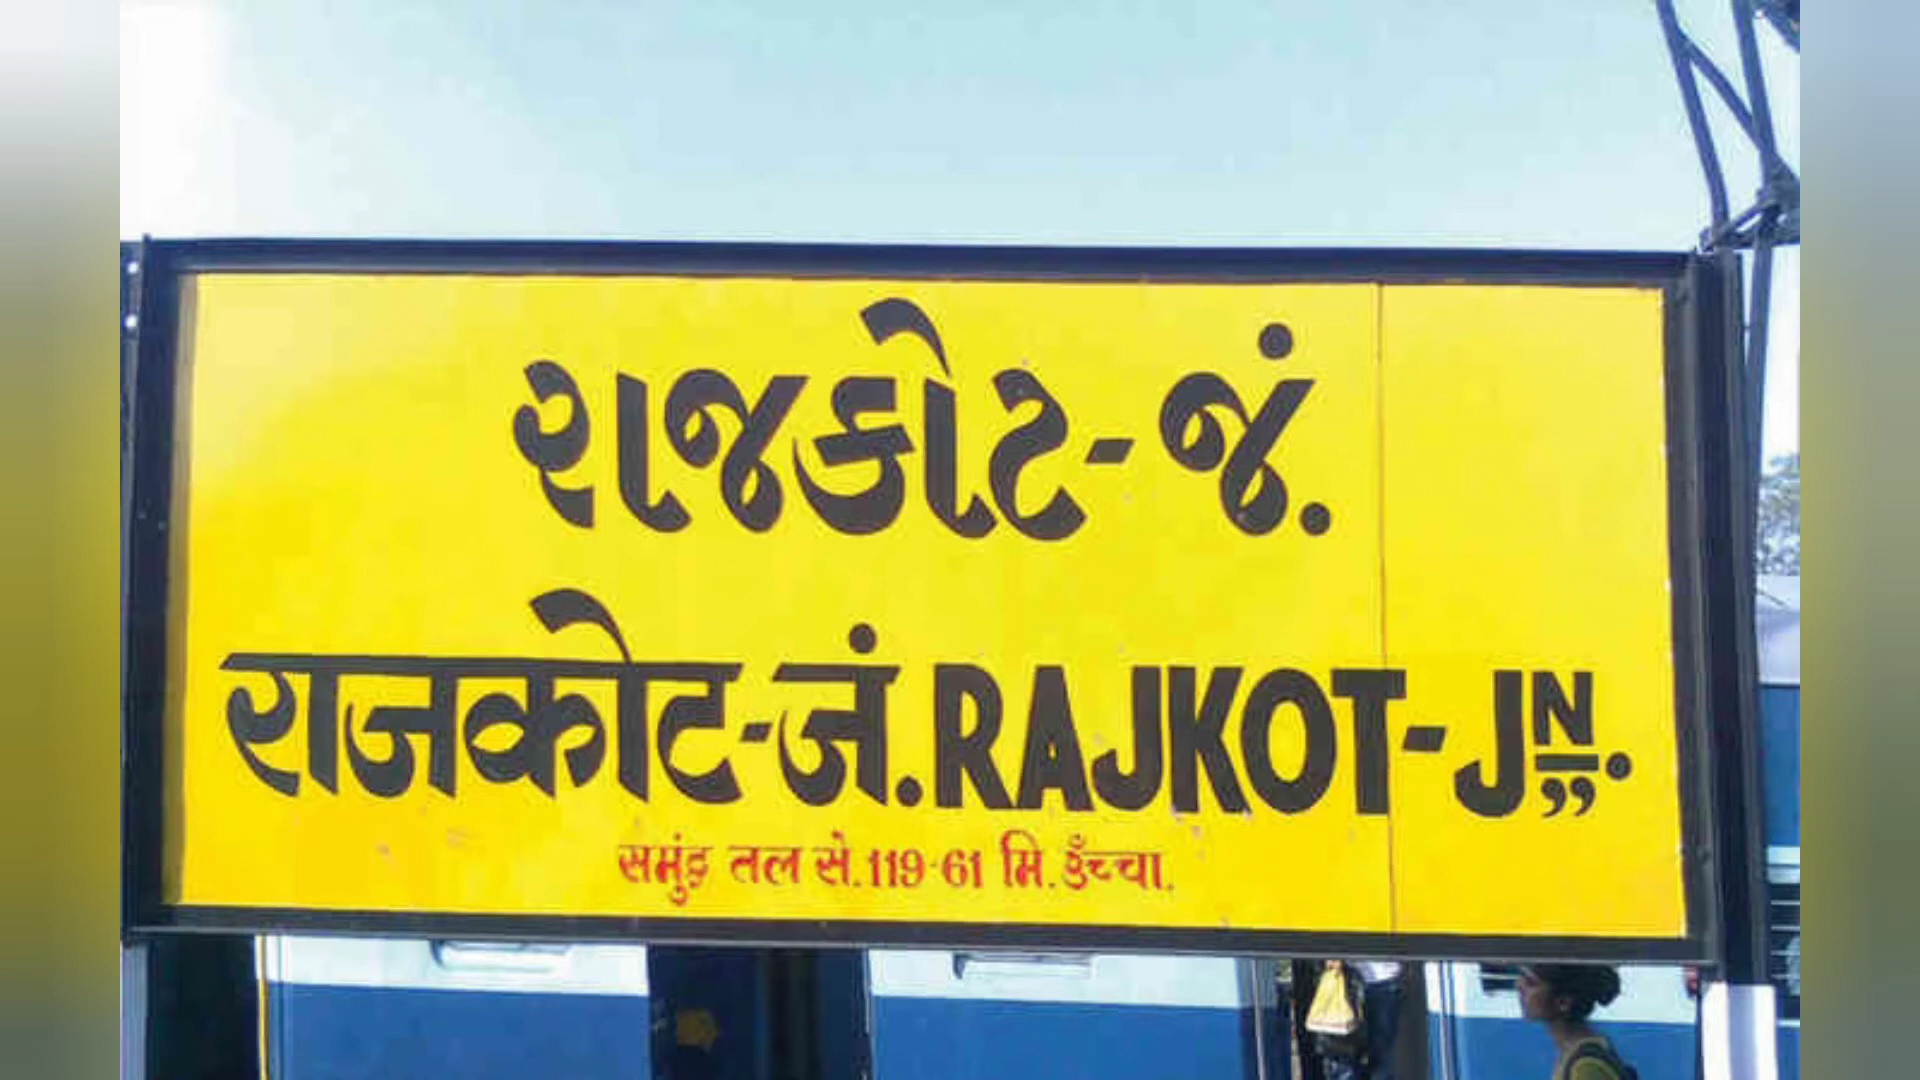 રાજકોટ-જં.
राजकोट-जं. RAJKOT-JN.
समुंद्र तल से. 119-61 मि. ऊँच्चा.